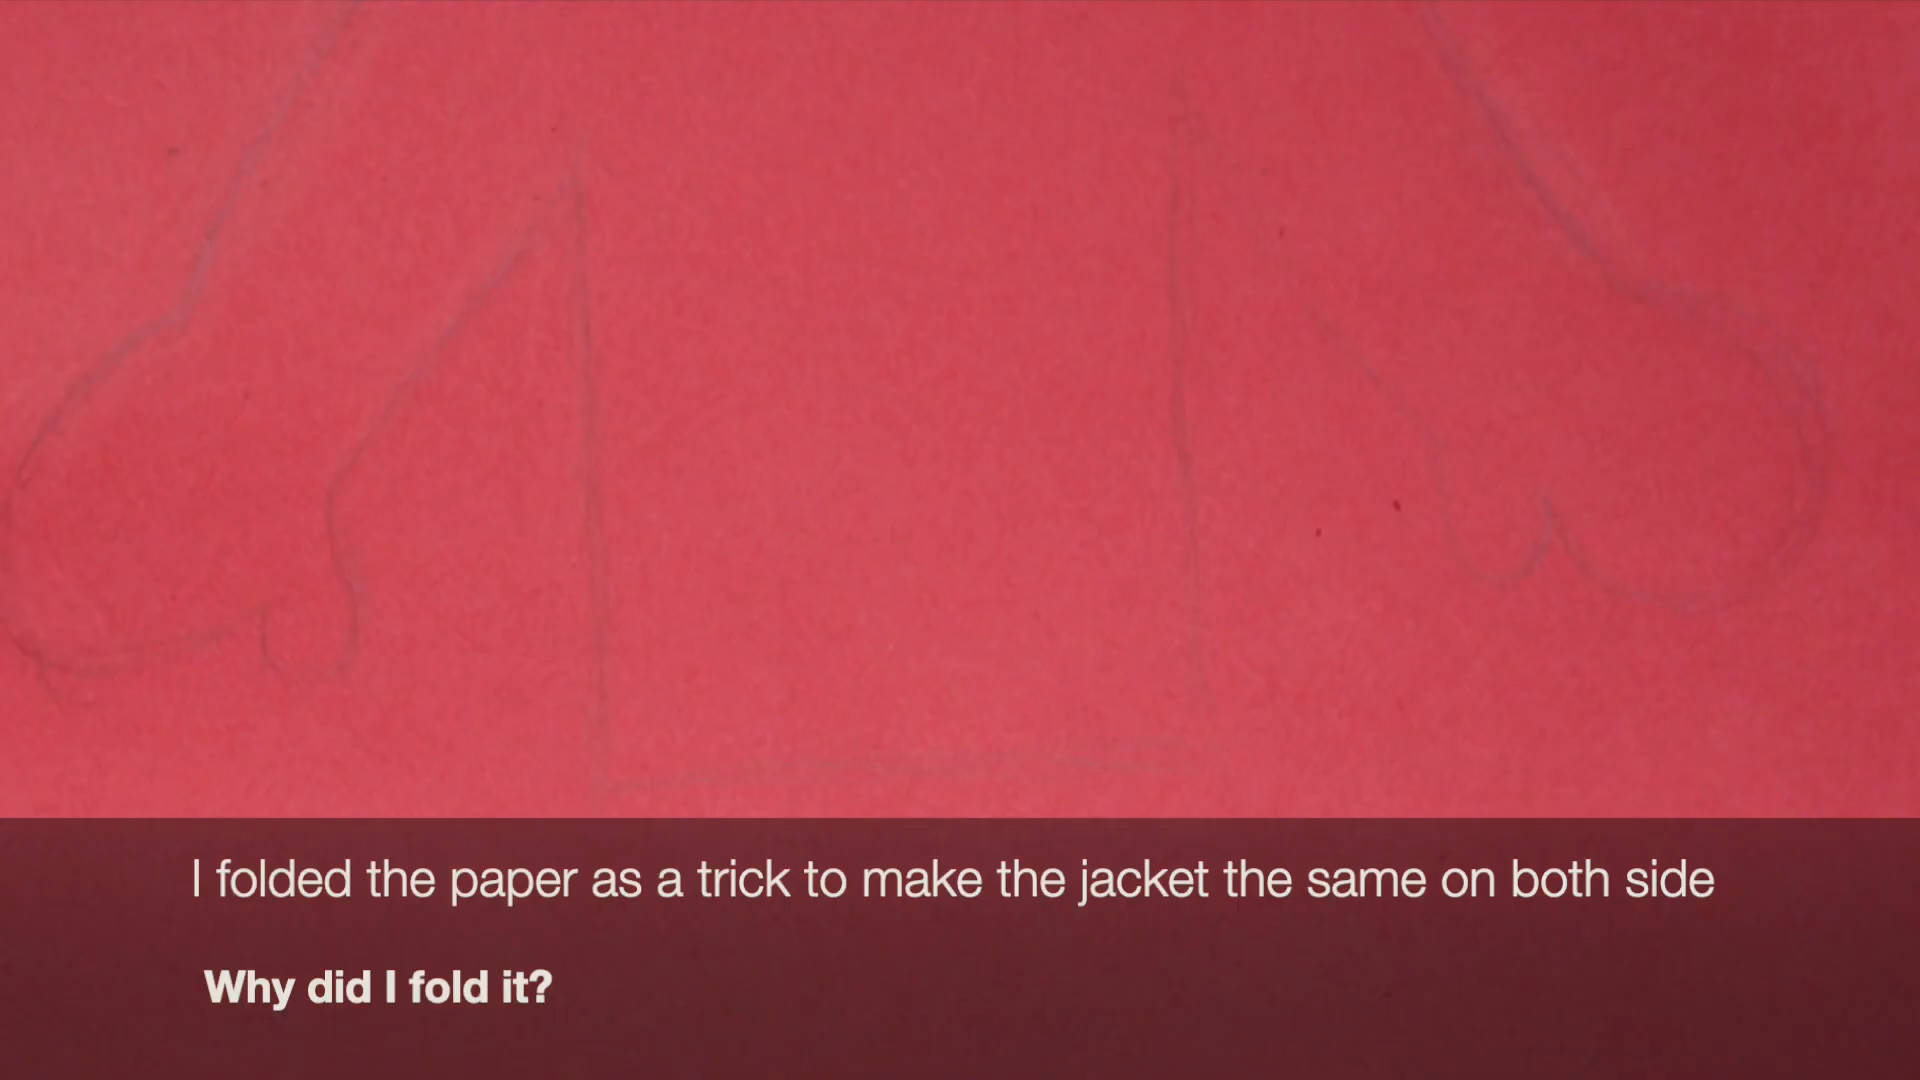 I folded the paper as a trick to make the jacket the same on both side
Why did I fold it?